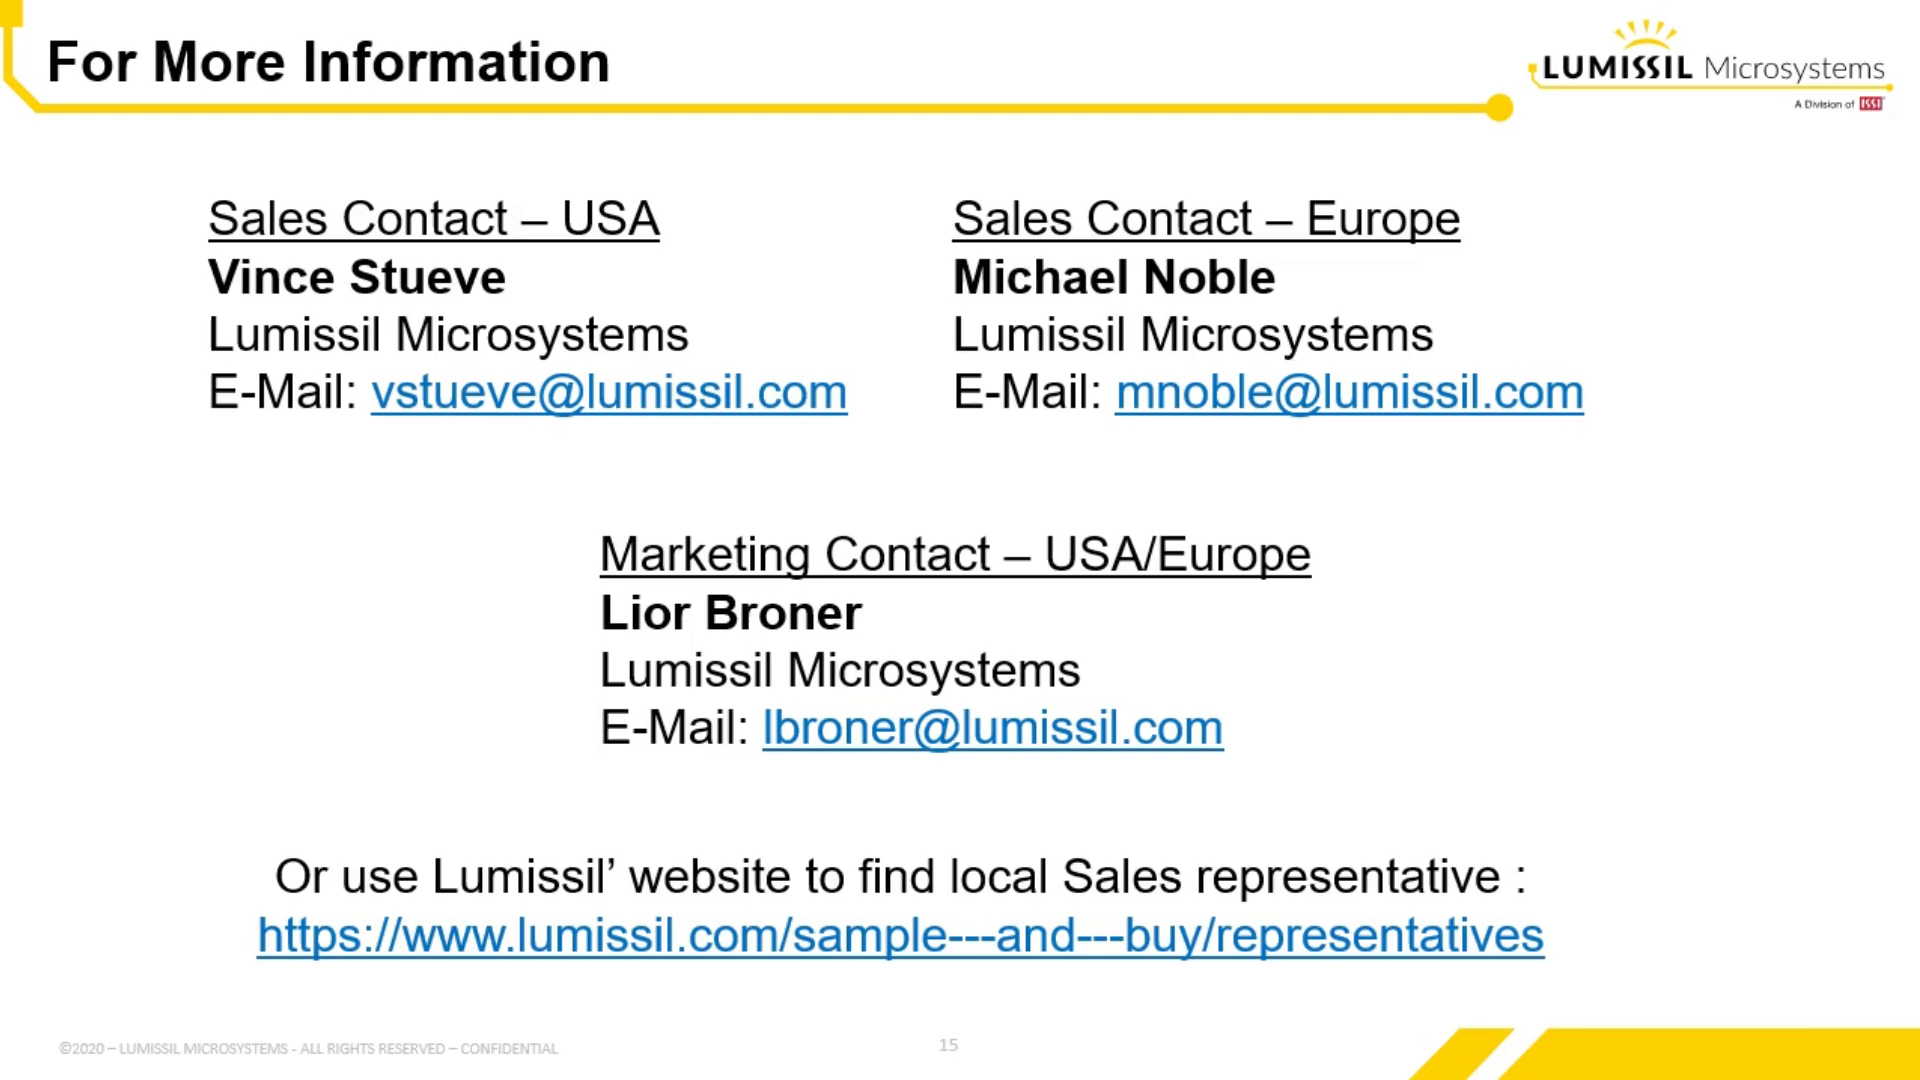 For More Information
LUMISSIL Microsystems
A Division of ISSI
Sales Contact – USA
Vince Stueve
Lumissil Microsystems
E-Mail: vstueve@lumissil.com
Sales Contact – Europe
Michael Noble
Lumissil Microsystems
E-Mail: mnoble@lumissil.com
Marketing Contact – USA/Europe
Lior Broner
Lumissil Microsystems
E-Mail: lbroner@lumissil.com
Or use Lumissil’ website to find local Sales representative :
https://www.lumissil.com/sample---and---buy/representatives
©2020 – LUMISSIL MICROSYSTEMS - ALL RIGHTS RESERVED – CONFIDENTIAL
15